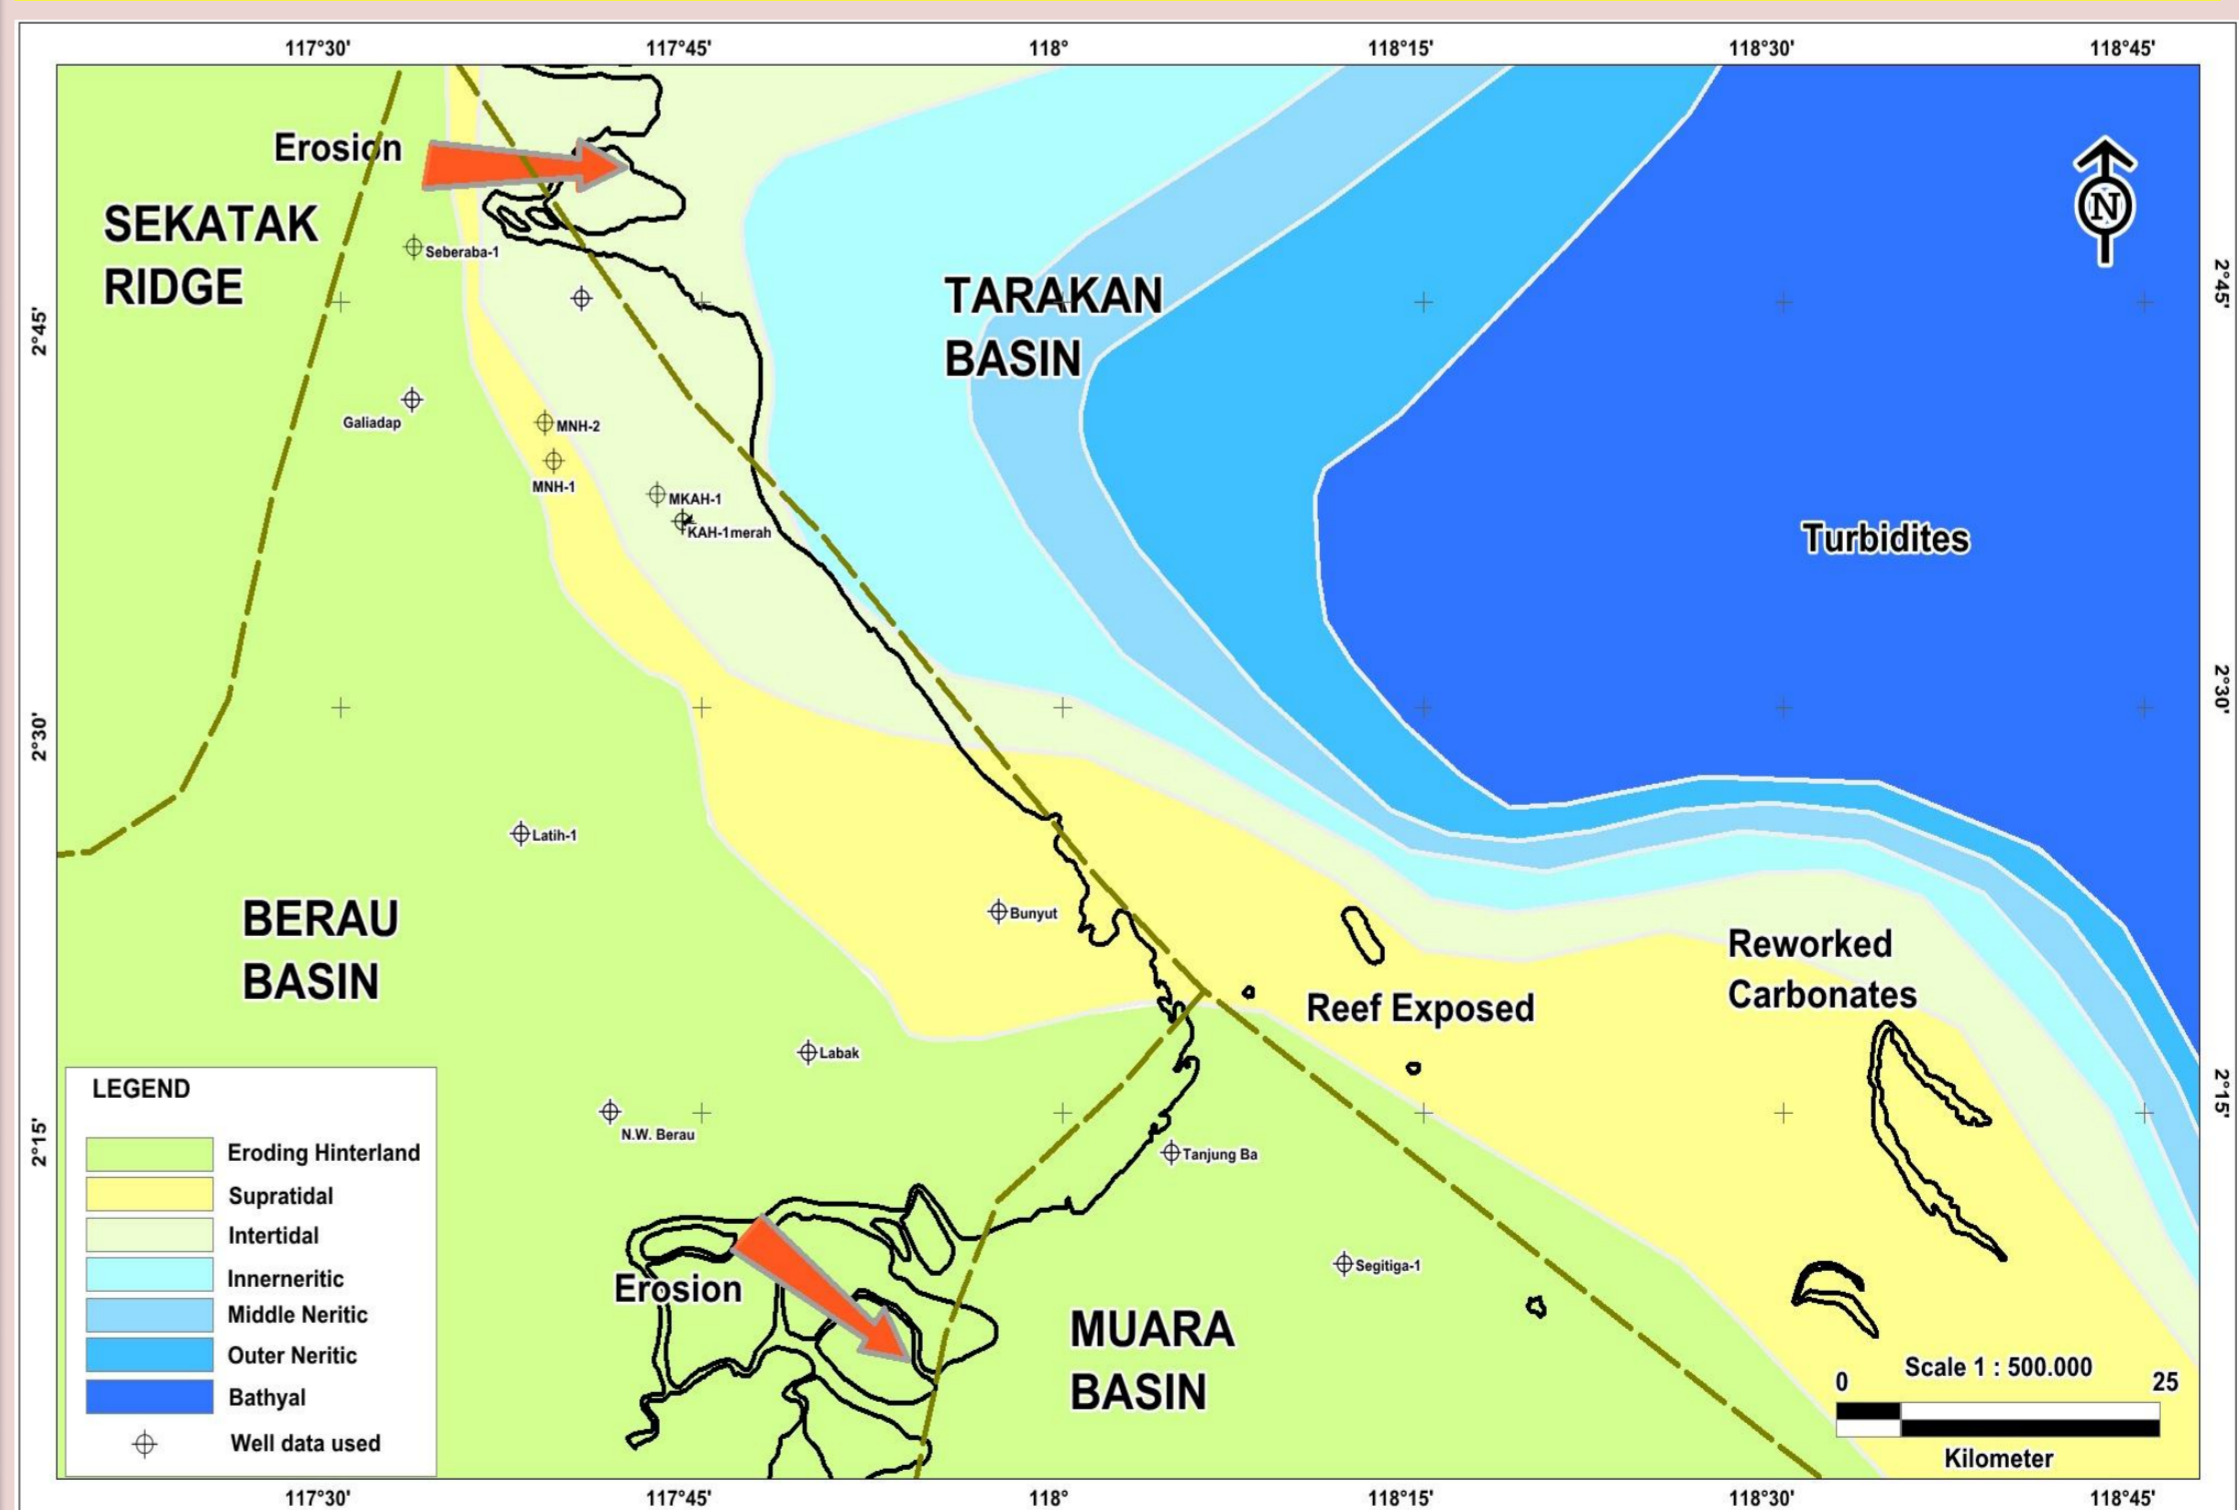 117°30'
117°45'
118°
118°15'
118°30'
118°45'
Erosion
SEKATAK
RIDGE
Seberaba-1
N
TARAKAN
BASIN
2°45'
2°45'
Galiadap
MNH-2
MNH-1
MKAH-1
KAH-1merah
Turbidites
2°30'
2°30'
Latih-1
BERAU
BASIN
Bunyut
Reef Exposed
Reworked
Carbonates
Labak
N.W. Berau
Tanjung Ba
2°15'
2°15'
Segitiga-1
Erosion
MUARA
BASIN
LEGEND
Eroding Hinterland
Supratidal
Intertidal
Innerneritic
Middle Neritic
Outer Neritic
Bathyal
Well data used
Scale 1 : 500.000
0
25
Kilometer
117°30'
117°45'
118°
118°15'
118°30'
118°45'